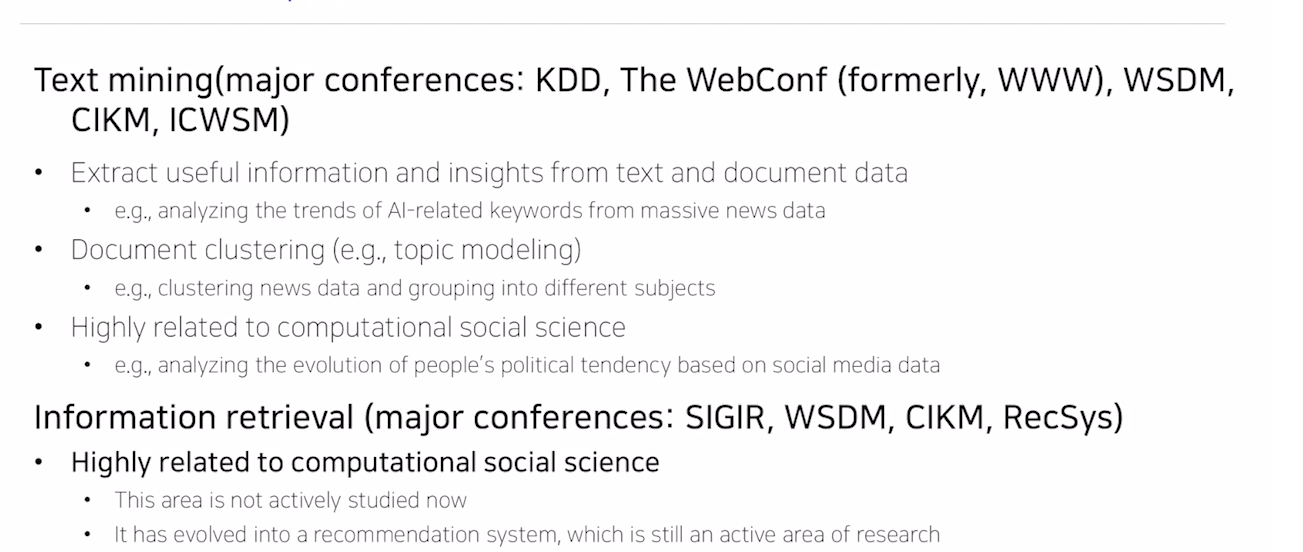 Text mining(major conferences: KDD, The WebConf (formerly, WWW), WSDM,
CIKM, ICWSM)
• Extract useful information and insights from text and document data
• e.g., analyzing the trends of AI-related keywords from massive news data
• Document clustering (e.g., topic modeling)
• e.g., clustering news data and grouping into different subjects
• Highly related to computational social science
• e.g., analyzing the evolution of people's political tendency based on social media data
Information retrieval (major conferences: SIGIR, WSDM, CIKM, RecSys)
• Highly related to computational social science
• This area is not actively studied now
• It has evolved into a recommendation system, which is still an active area of research